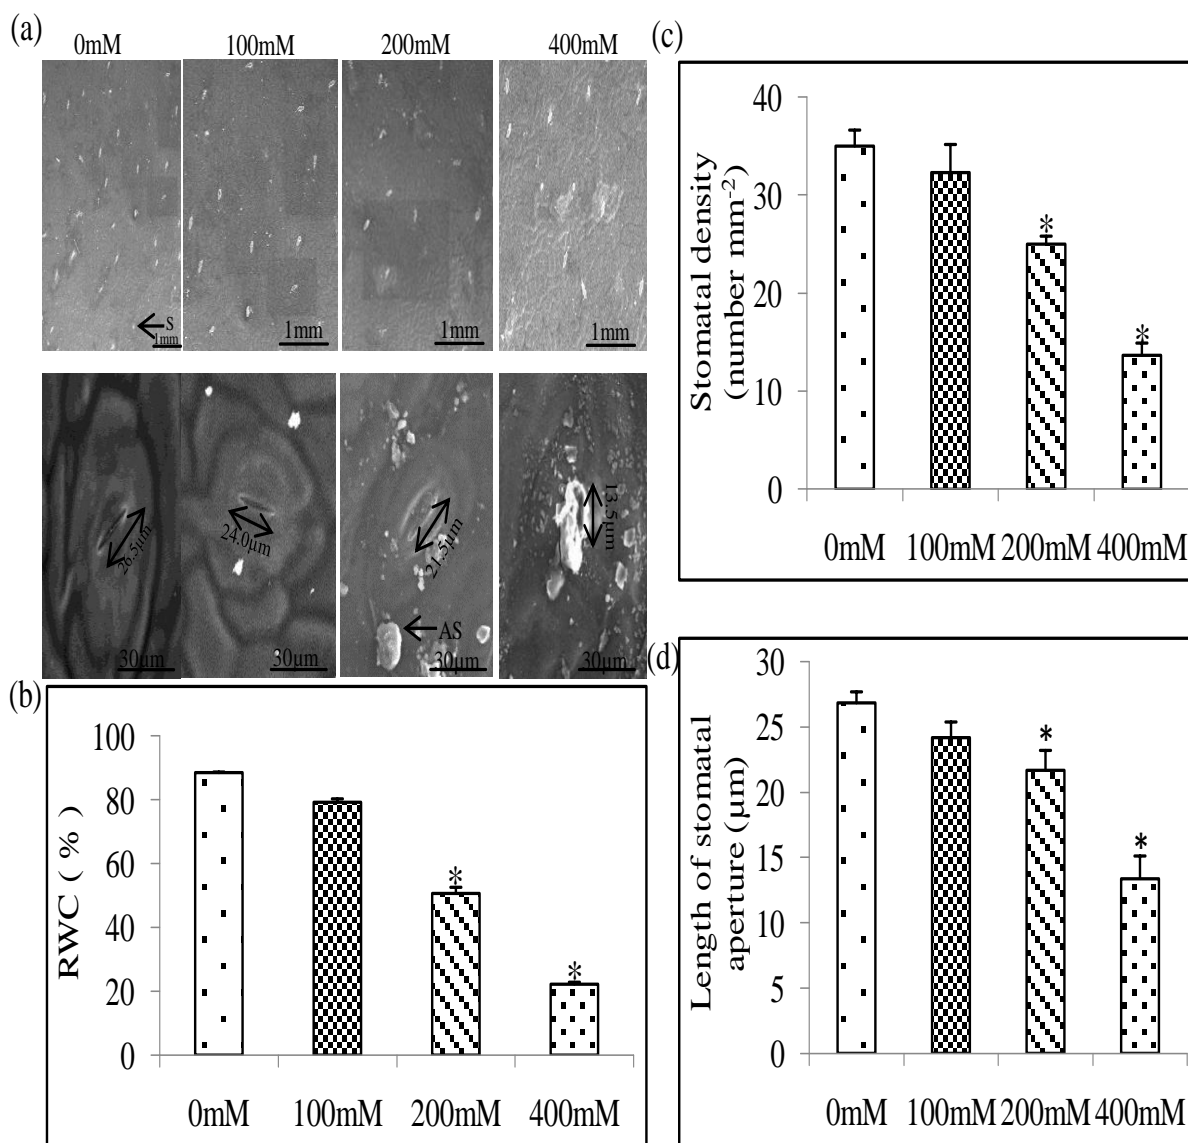 (a)
0mM 100mM 200mM 400mM
S
1mm 1mm 1mm 1mm
26.5μm 24.0μm 21.5μm 13.5μm
AS
30μm 30μm 30μm 30μm
(b)
RWC ( % )
100
80
60
40
20
0
* *
0mM 100mM 200mM 400mM
(c)
Stomatal density
(number mm⁻²)
40
30
20
10
0
* *
0mM 100mM 200mM 400mM
(d)
Length of stomatal
aperture (μm)
30
25
20
15
10
5
0
* *
0mM 100mM 200mM 400mM